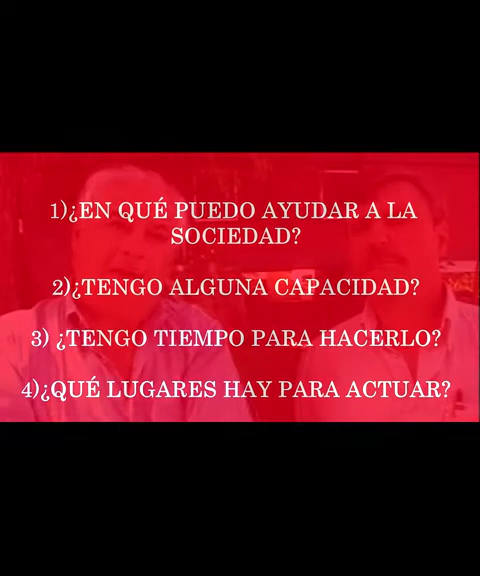 1)¿EN QUÉ PUEDO AYUDAR A LA
SOCIEDAD?
2)¿TENGO ALGUNA CAPACIDAD?
3) ¿TENGO TIEMPO PARA HACERLO?
4)¿QUÉ LUGARES HAY PARA ACTUAR?